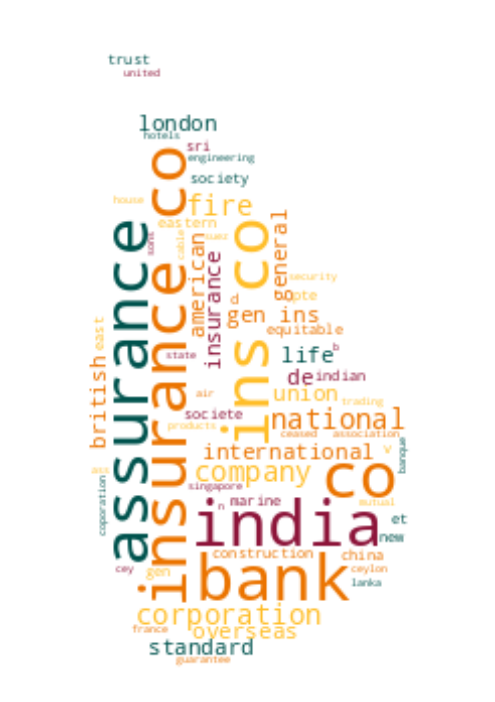 trust
united
london
hotels
sri
engineering
society
house
fire
eastern
suez
sons
cable
american
insurance
general
assurance
insurance co
ins co
security
d
pte
gen ins
equitable
east
british
state
life
b
de
indian
air
union
trading
societe
products
national
ceased
association
international
v
banque
ass
coporation
company
co
singapore
n
marine
mutual
india
et
new
construction
china
cey
gen
bank
ceylon
lanka
corporation
france
overseas
standard
guarantee